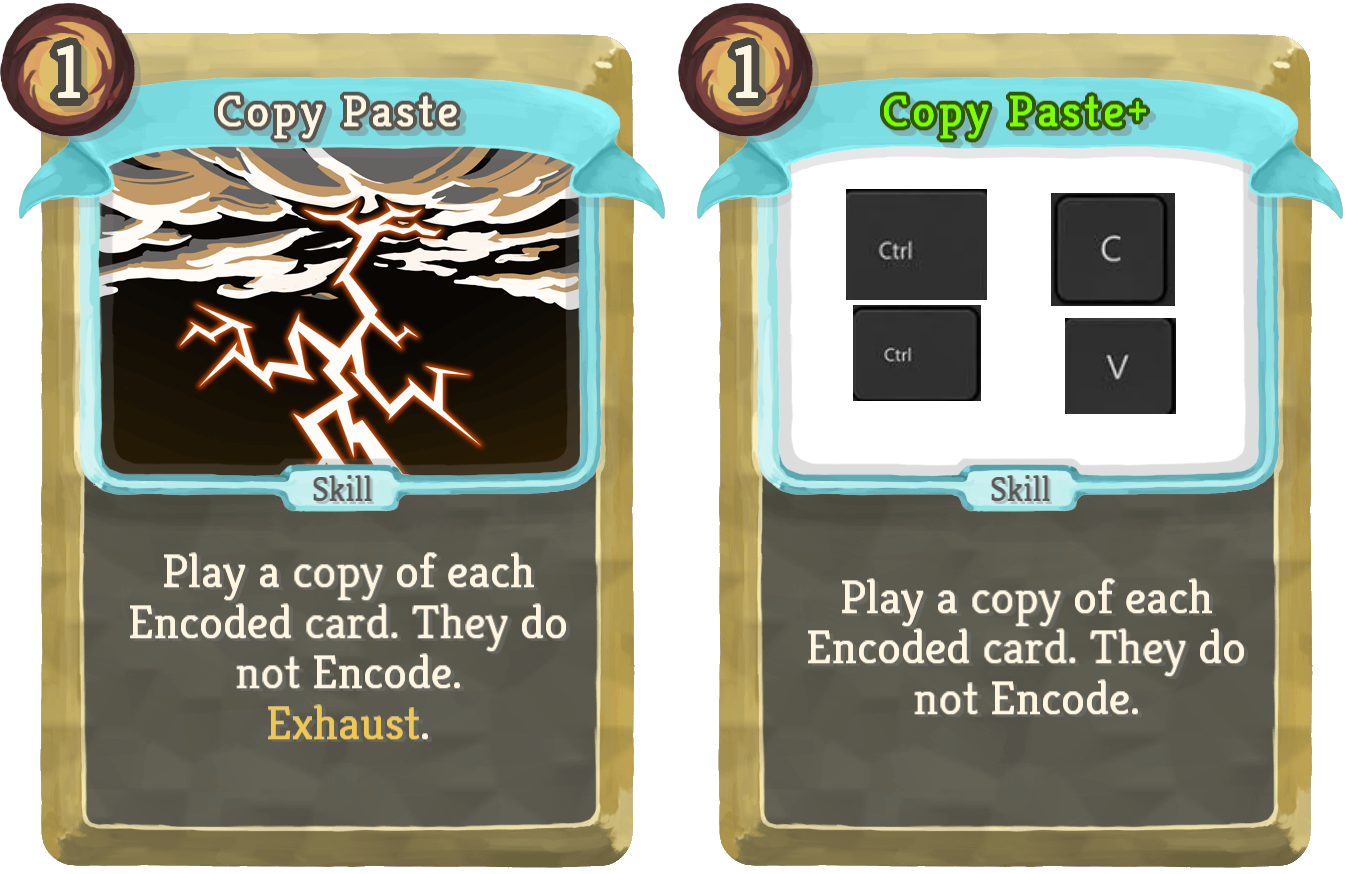 1
Copy Paste
Skill
Play a copy of each
Encoded card. They do
not Encode.
Exhaust.
1
Copy Paste+
Ctrl
C
Ctrl
V
Skill
Play a copy of each
Encoded card. They do
not Encode.